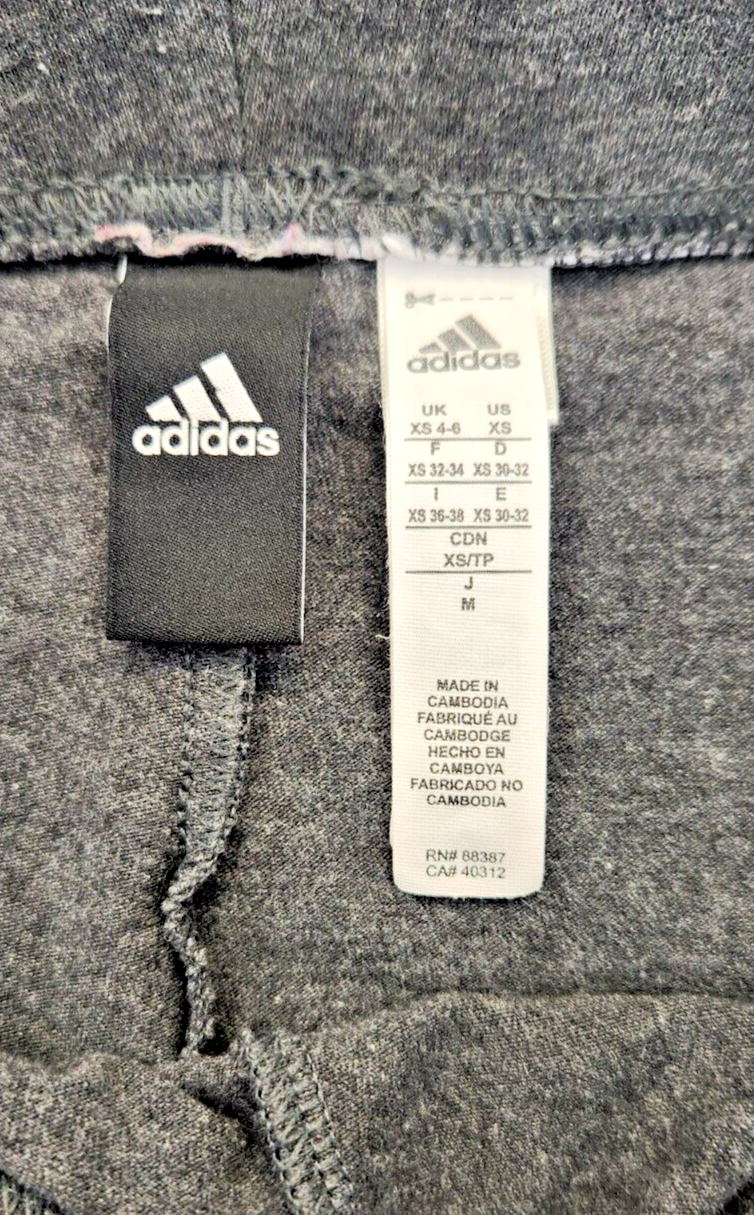 adidas
adidas
UK US
XS 4-6 XS
F D
XS 32-34 XS 30-32
I E
XS 36-38 XS 30-32
CDN
XS/TP
J
M
MADE IN
CAMBODIA
FABRIQUÉ AU
CAMBODGE
HECHO EN
CAMBOYA
FABRICADO NO
CAMBODIA
RN# 88387
CA# 40312